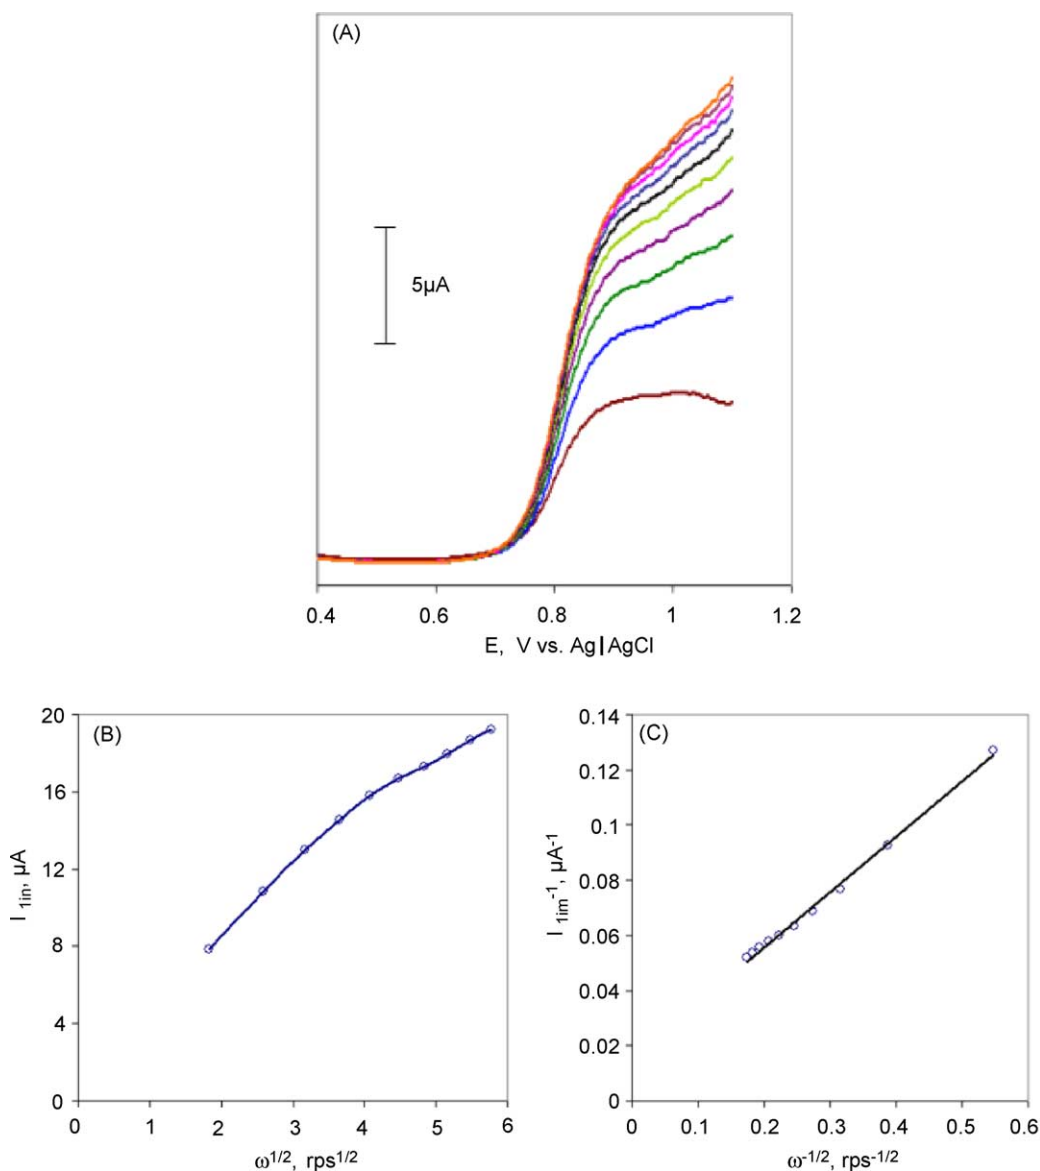 (A)
5μA
0.4 0.6 0.8 1 1.2
E, V vs. Ag|AgCl
(B)
20
16
12
8
4
0
I 1in, μA
0 1 2 3 4 5 6
ω1/2, rps1/2
(C)
0.14
0.12
0.1
0.08
0.06
0.04
0.02
0
I 1im-1, μA-1
0 0.1 0.2 0.3 0.4 0.5 0.6
ω-1/2, rps-1/2